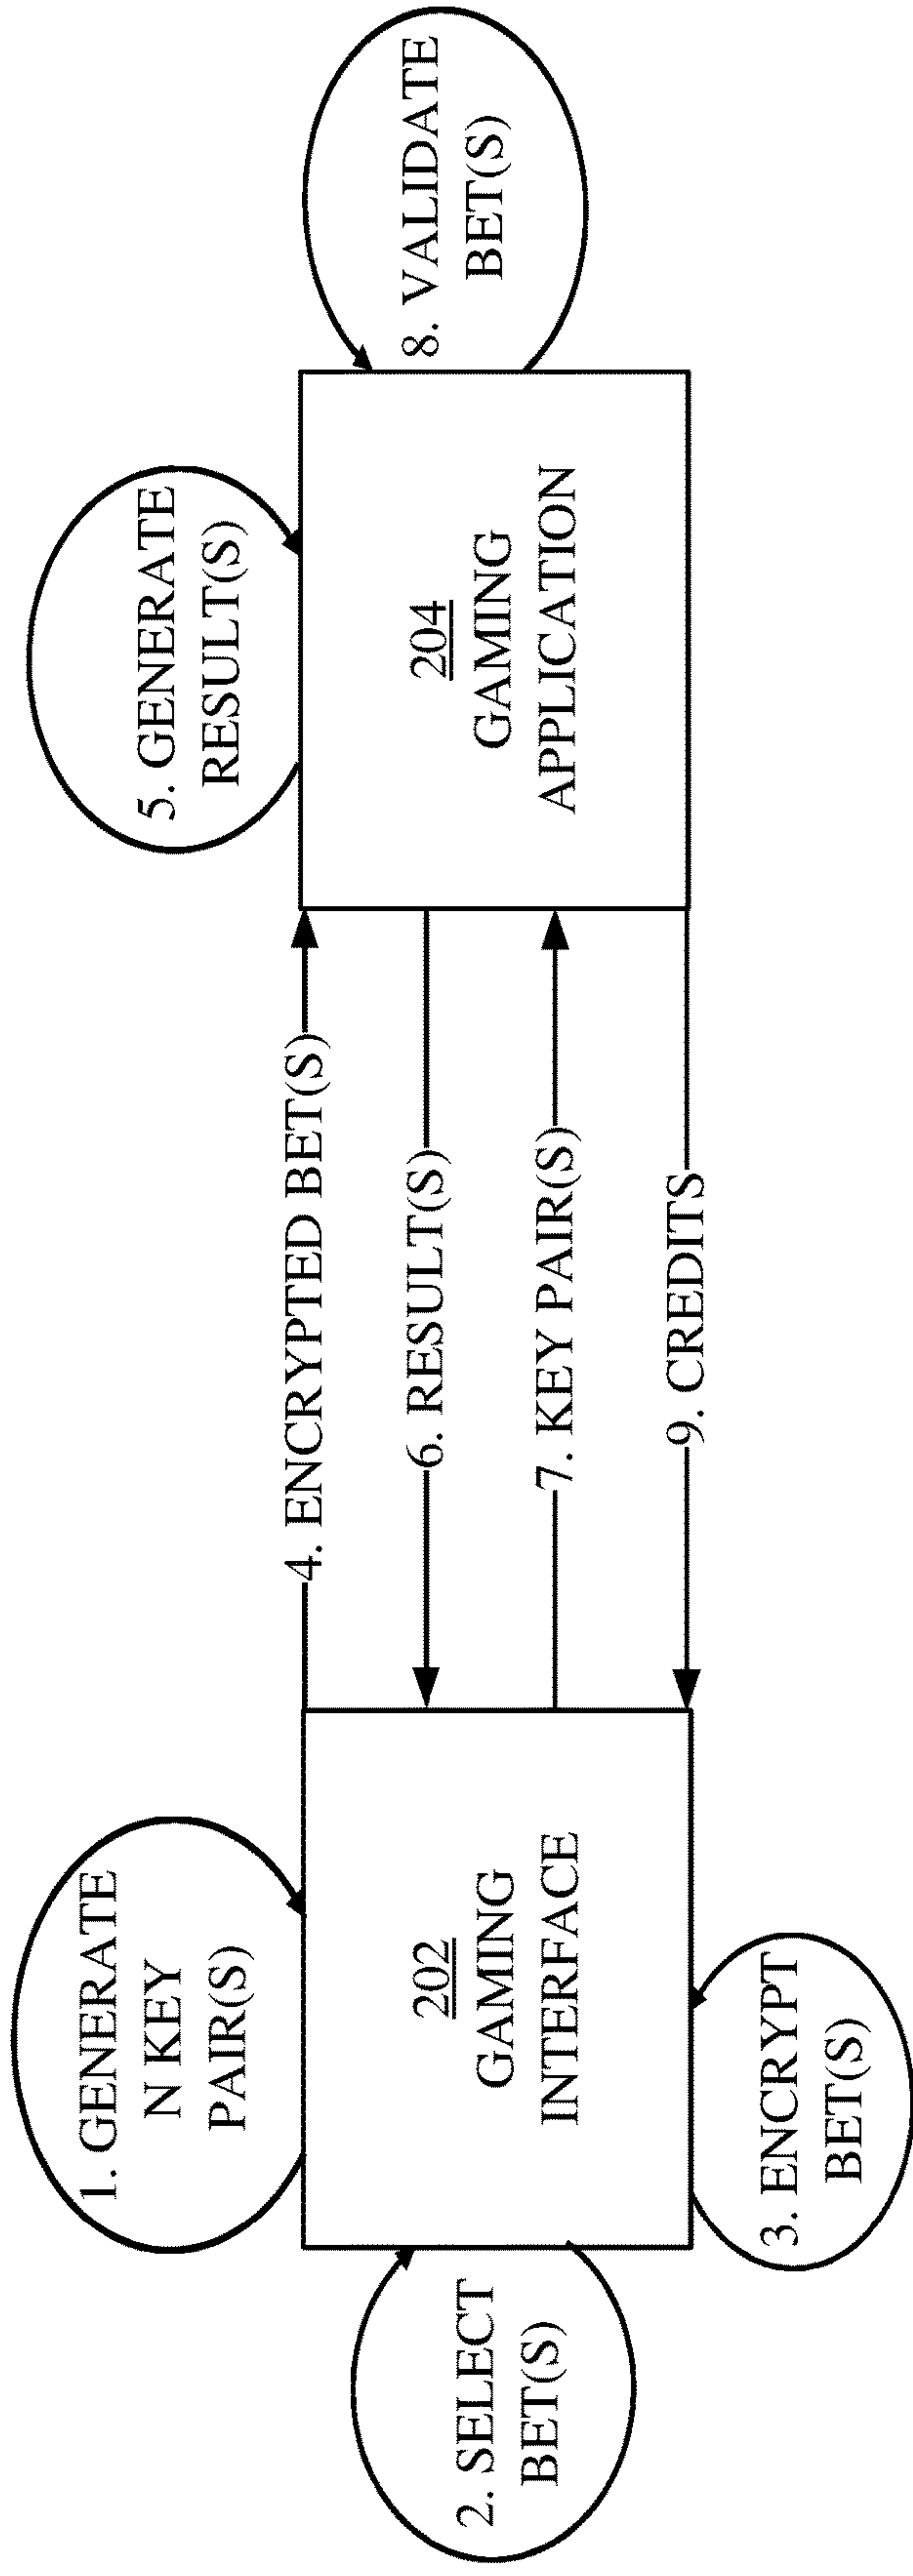 1. GENERATE
N KEY
PAIR(S)
2. SELECT
BET(S)
202
GAMING
INTERFACE
3. ENCRYPT
BET(S)
4. ENCRYPTED BET(S)
6. RESULT(S)
7. KEY PAIR(S)
9. CREDITS
5. GENERATE
RESULT(S)
204
GAMING
APPLICATION
8. VALIDATE
BET(S)